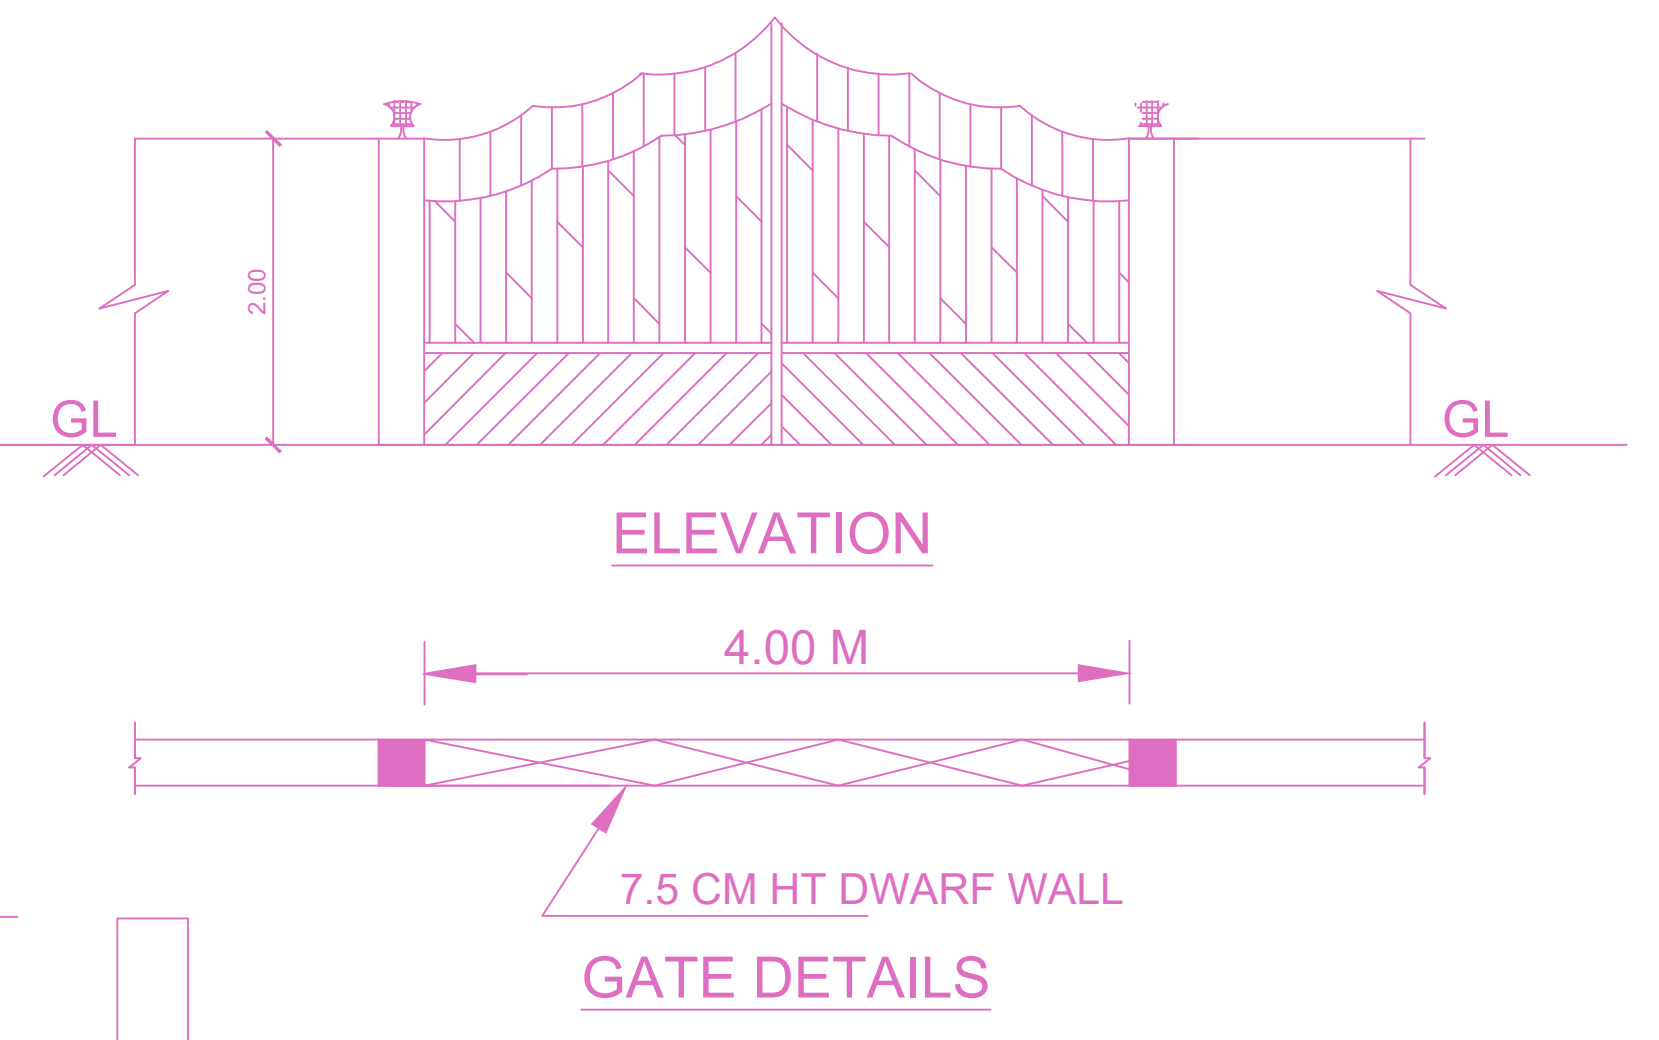 2.00
GL
GL
ELEVATION
4.00 M
7.5 CM HT DWARF WALL
GATE DETAILS